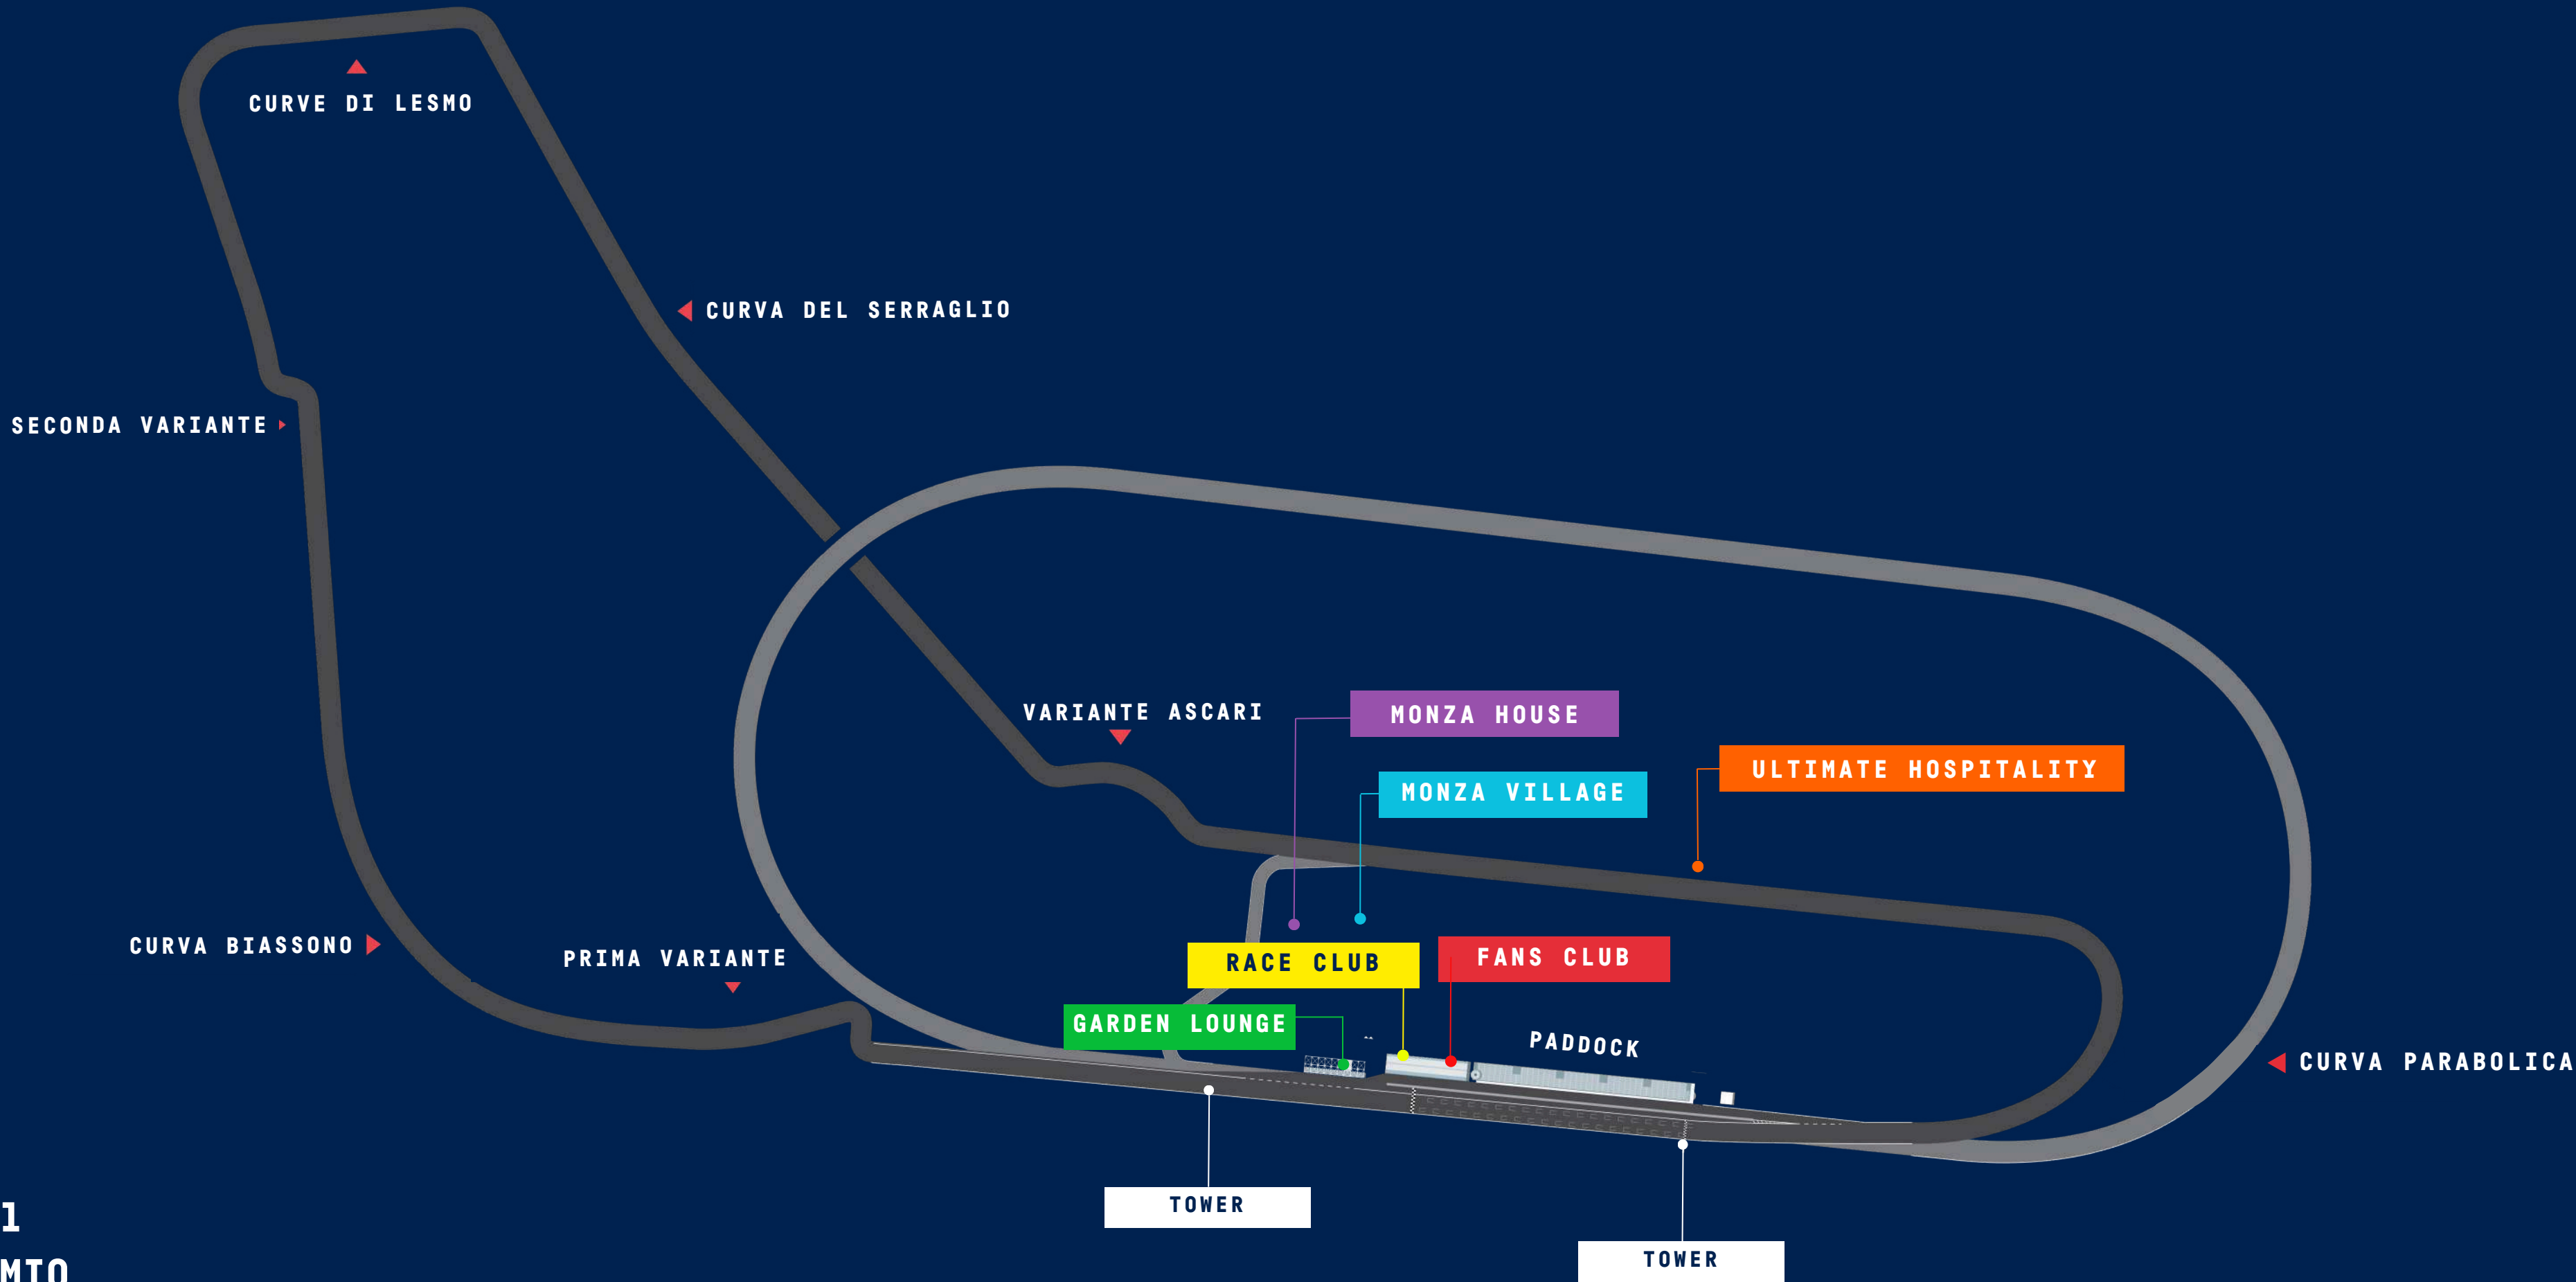 CURVE DI LESMO
CURVA DEL SERRAGLIO
SECONDA VARIANTE
VARIANTE ASCARI
MONZA HOUSE
ULTIMATE HOSPITALITY
MONZA VILLAGE
CURVA BIASSONO
PRIMA VARIANTE
RACE CLUB
FANS CLUB
GARDEN LOUNGE
PADDOCK
CURVA PARABOLICA
TOWER
1
TOWER